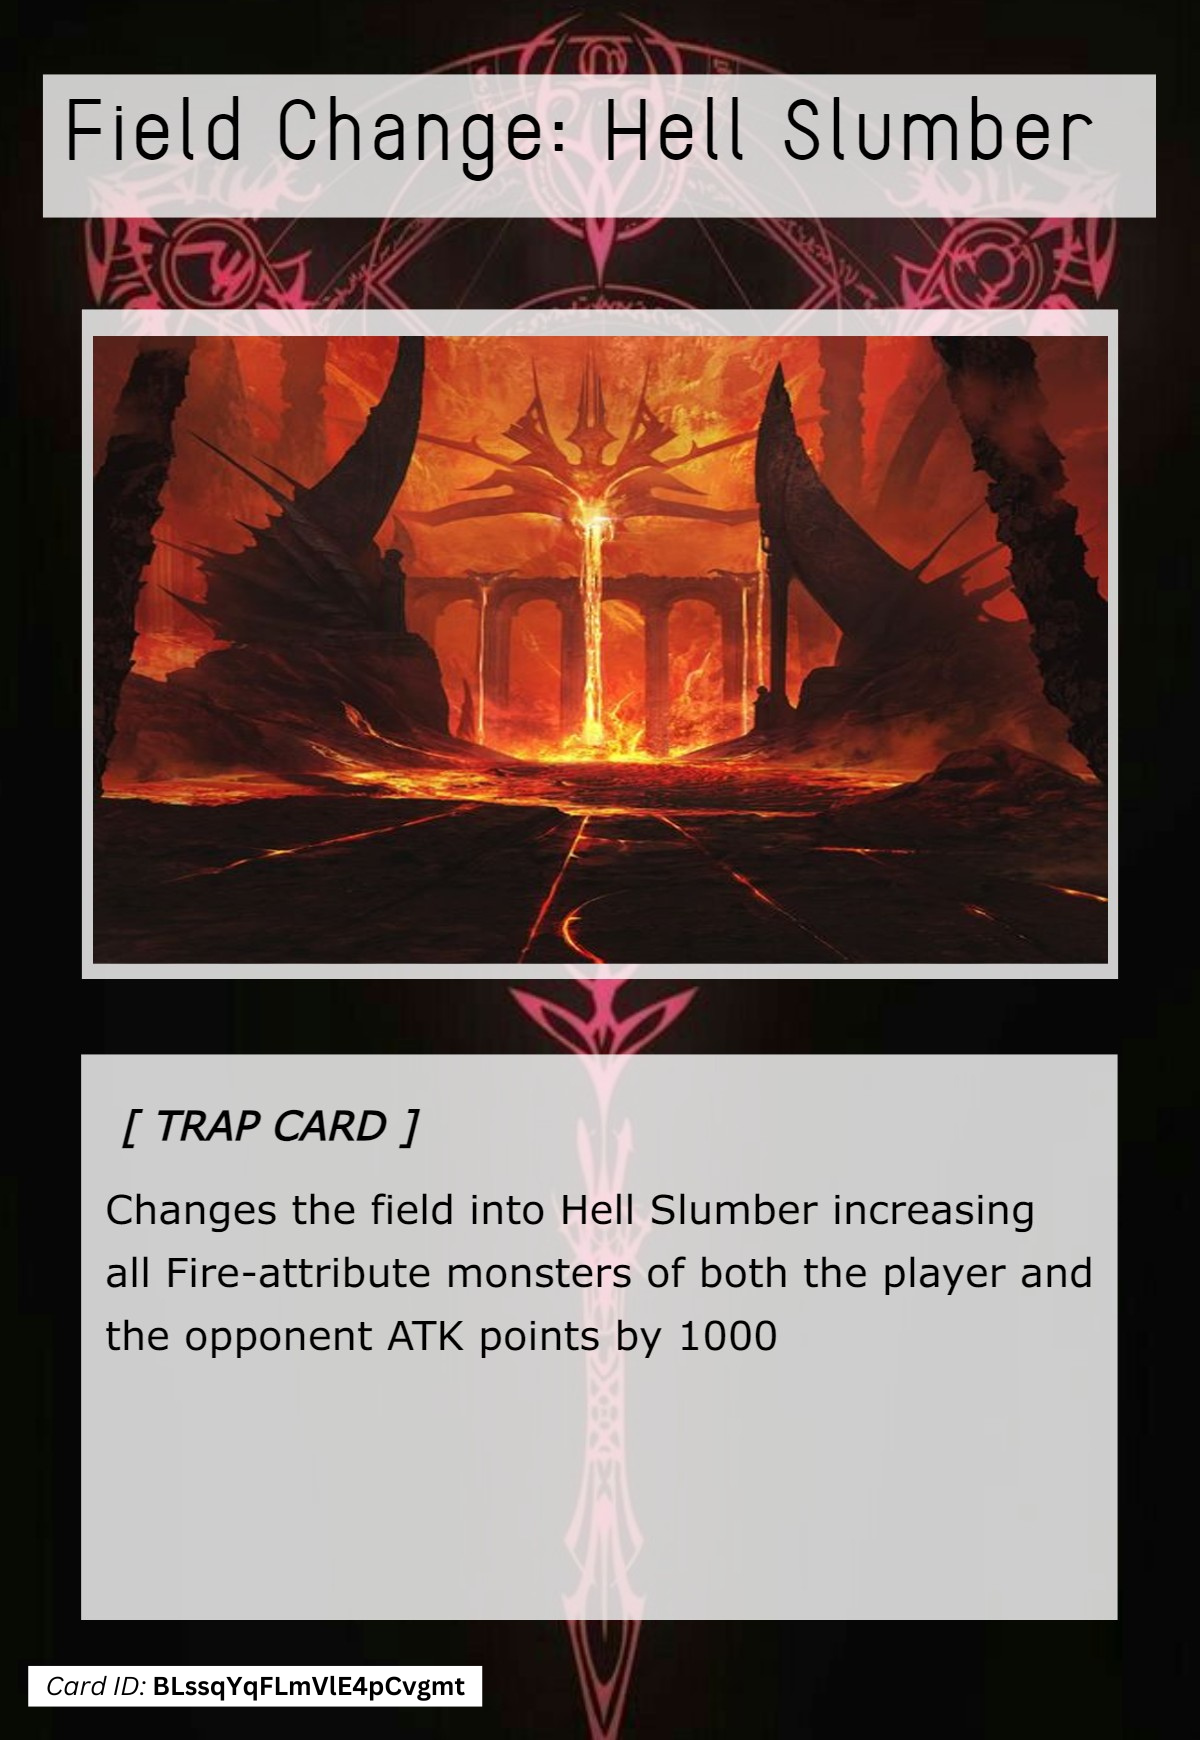 Field Change: Hell Slumber
[ TRAP CARD ]
Changes the field into Hell Slumber increasing
all Fire-attribute monsters of both the player and
the opponent ATK points by 1000
Card ID: BLssqYqFLmVlE4pCvgmt